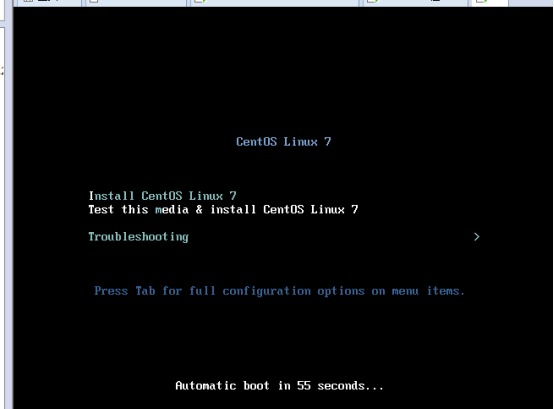 CentOS Linux 7
Install CentOS Linux 7
Test this media & install CentOS Linux 7
Troubleshooting >
Press Tab for full configuration options on menu items.
Automatic boot in 55 seconds...